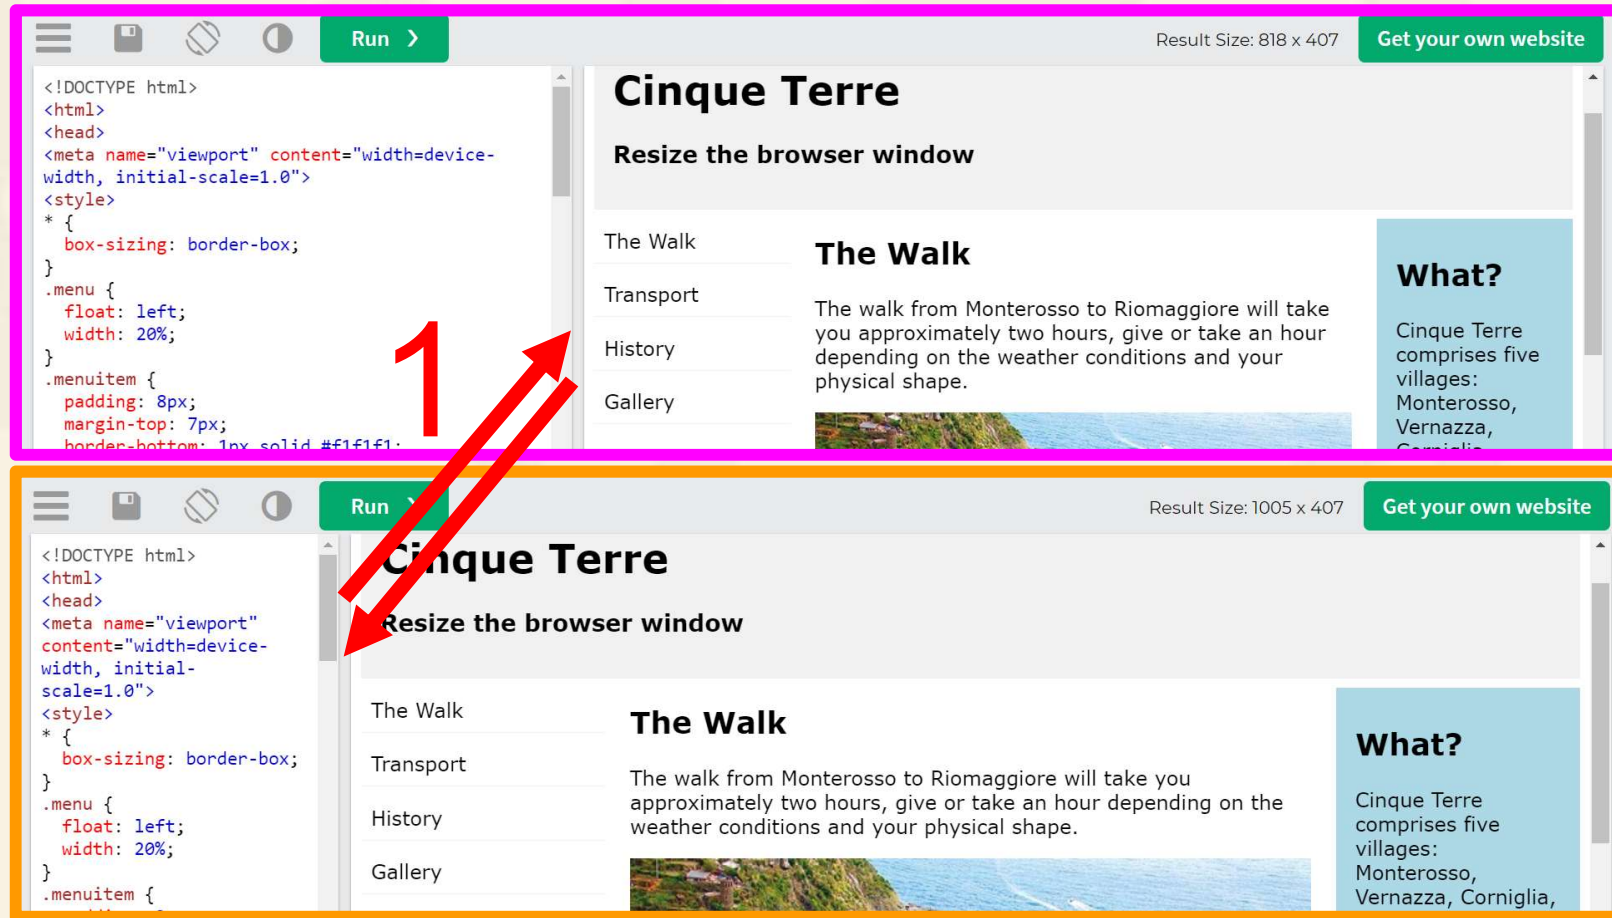 Run ❯
Result Size: 818 x 407
Get your own website
<!DOCTYPE html>
<html>
<head>
<meta name="viewport" content="width=device-
width, initial-scale=1.0">
<style>
* {
box-sizing: border-box;
}
.menu {
float: left;
width: 20%;
}
.menuitem {
padding: 8px;
margin-top: 7px;
border-bottom: 1px solid #f1f1f1;
1
Cinque Terre
Resize the browser window
The Walk
Transport
History
Gallery
The Walk
The walk from Monterosso to Riomaggiore will take
you approximately two hours, give or take an hour
depending on the weather conditions and your
physical shape.
What?
Cinque Terre
comprises five
villages:
Monterosso,
Vernazza,
Corniglia
Run
Result Size: 1005 x 407
Get your own website
<!DOCTYPE html>
<html>
<head>
<meta name="viewport"
content="width=device-
width, initial-
scale=1.0">
<style>
* {
box-sizing: border-box;
}
.menu {
float: left;
width: 20%;
}
.menuitem {
Cinque Terre
Resize the browser window
The Walk
Transport
History
Gallery
The Walk
The walk from Monterosso to Riomaggiore will take you
approximately two hours, give or take an hour depending on the
weather conditions and your physical shape.
What?
Cinque Terre
comprises five
villages:
Monterosso,
Vernazza, Corniglia,